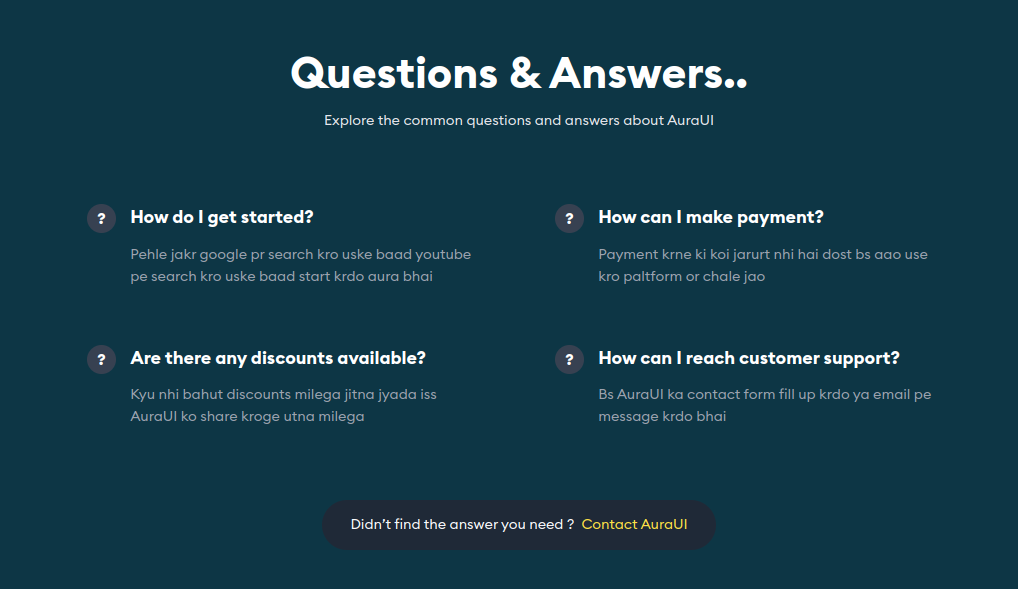 Questions & Answers..
Explore the common questions and answers about AuraUI
? How do I get started?
Pehle jakr google pr search kro uske baad youtube
pe search kro uske baad start krdo aura bhai
? How can I make payment?
Payment krne ki koi jarurt nhi hai dost bs aao use
kro paltform or chale jao
? Are there any discounts available?
Kyu nhi bahut discounts milega jitna jyada iss
AuraUI ko share kroge utna milega
? How can I reach customer support?
Bs AuraUI ka contact form fill up krdo ya email pe
message krdo bhai
Didn’t find the answer you need ? Contact AuraUI